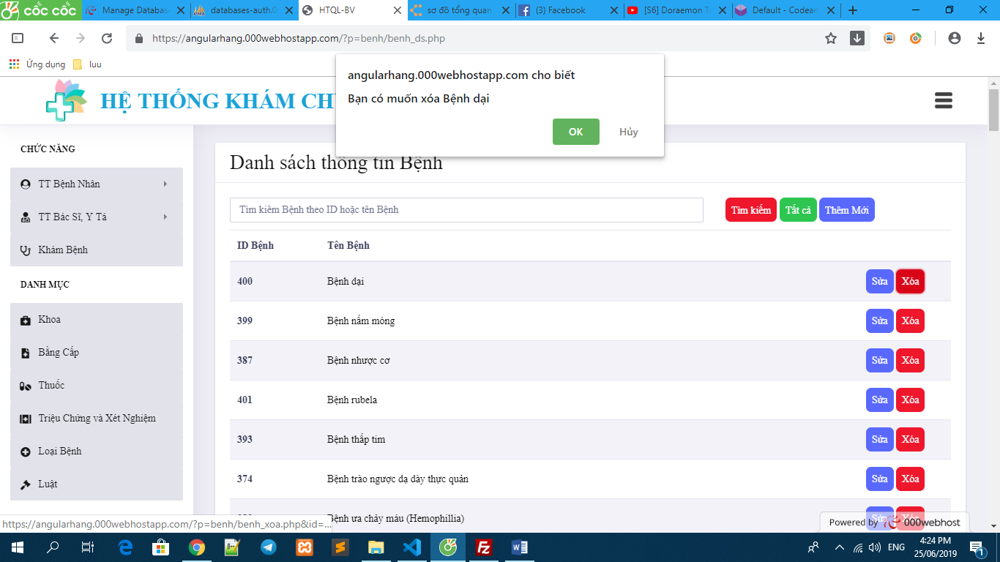 cốc cốc
Manage Databas
databases-auth.0
HTQL-BV
sơ đồ tổng quan
(3) Facebook
[S6] Doraemon T
Default - Codean
https://angularhang.000webhostapp.com/?p=benh/benh_ds.php
Ứng dụng
luu
angularhang.000webhostapp.com cho biết
Bạn có muốn xóa Bệnh dại
OK
Hủy
HỆ THỐNG KHÁM CH
CHỨC NĂNG
TT Bệnh Nhân
TT Bác Sĩ, Y Tá
Khám Bệnh
DANH MỤC
Khoa
Bằng Cấp
Thuốc
Triệu Chứng và Xét Nghiệm
Loại Bệnh
Luật
Danh sách thông tin Bệnh
Tìm kiếm Bệnh theo ID hoặc tên Bệnh
Tìm kiếm
Tất cả
Thêm Mới
ID Bệnh Tên Bệnh
400 Bệnh dại Sửa Xóa
399 Bệnh nấm móng Sửa Xóa
387 Bệnh nhược cơ Sửa Xóa
401 Bệnh rubela Sửa Xóa
393 Bệnh thấp tim Sửa Xóa
374 Bệnh trào ngược dạ dày thực quản Sửa Xóa
Bệnh ưa chảy máu (Hemophillia) Sửa Xóa
Powered by 000webhost
https://angularhang.000webhostapp.com/?p=benh/benh_xoa.php&id=...
ENG
4:24 PM
25/06/2019
1